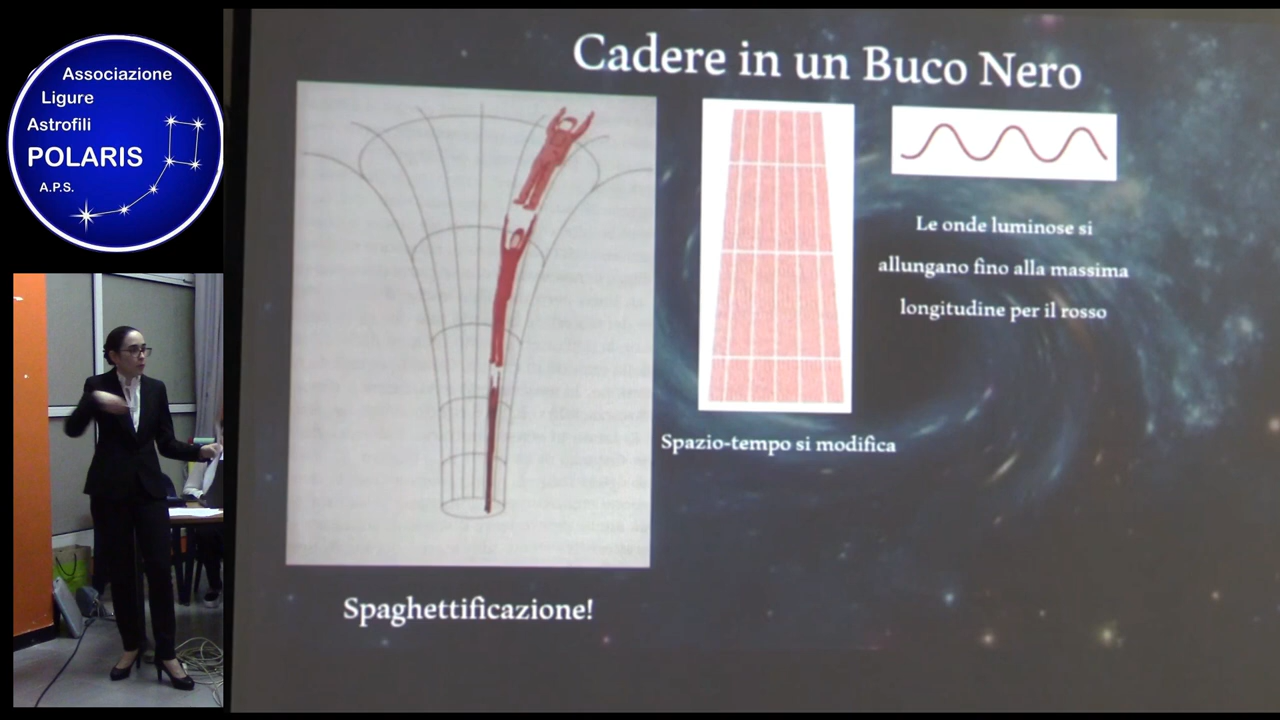 Associazione
Ligure
Astrofili
POLARIS
A.P.S.
Cadere in un Buco Nero
Le onde luminose si
allungano fino alla massima
longitudine per il rosso
Spazio-tempo si modifica
Spaghettificazione!